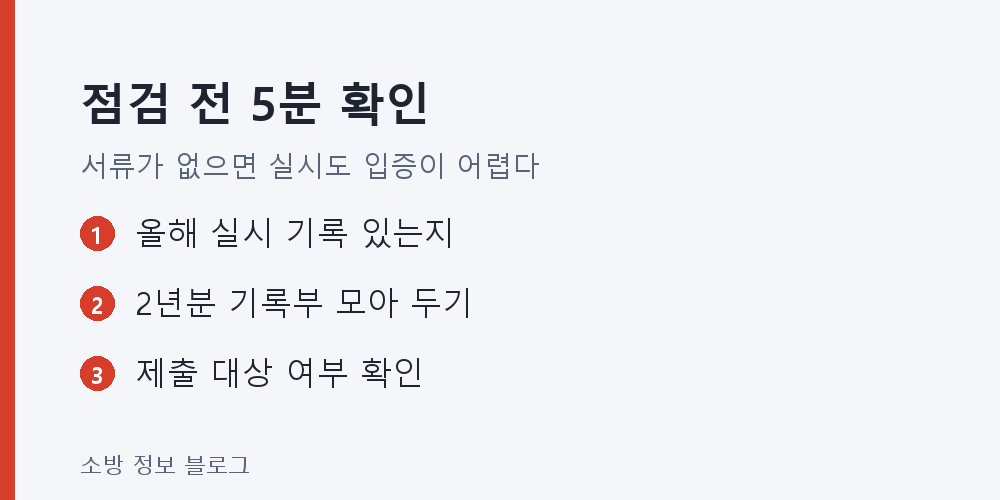 점검 전 5분 확인
서류가 없으면 실시도 입증이 어렵다
1 올해 실시 기록 있는지
2 2년분 기록부 모아 두기
3 제출 대상 여부 확인
소방 정보 블로그